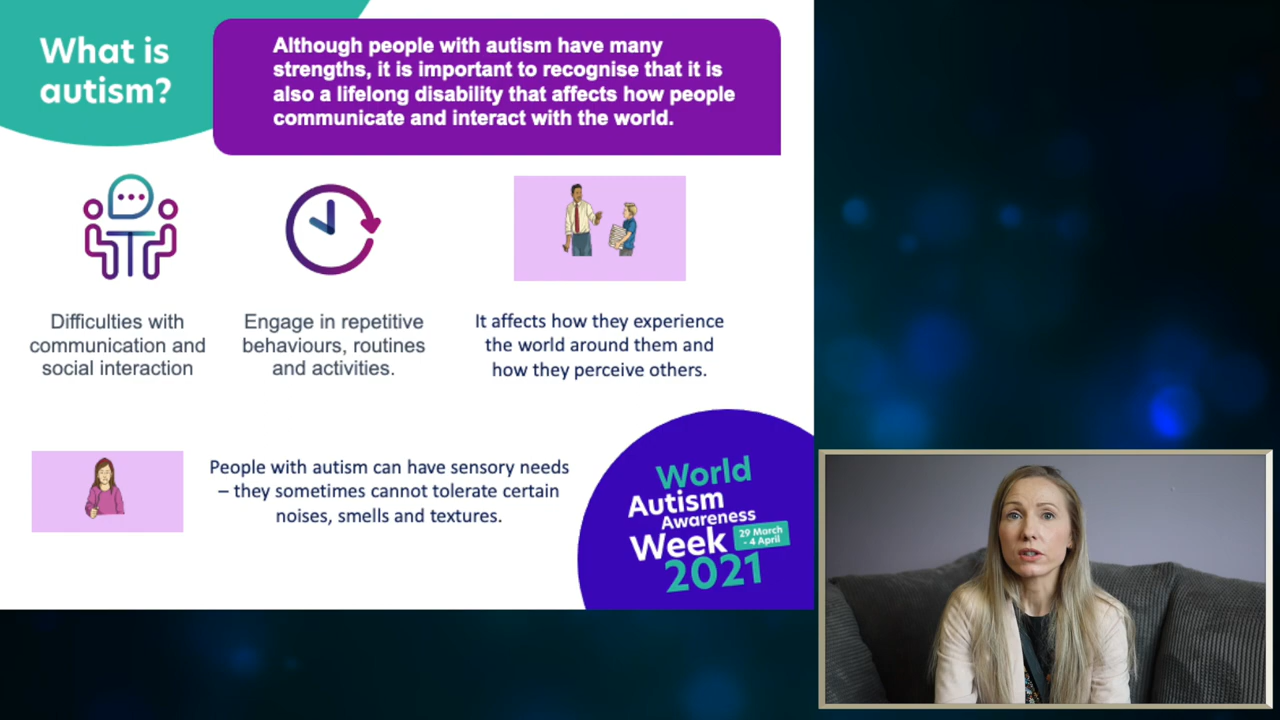 What is
autism?
Although people with autism have many
strengths, it is important to recognise that it is
also a lifelong disability that affects how people
communicate and interact with the world.
Difficulties with
communication and
social interaction
Engage in repetitive
behaviours, routines
and activities.
It affects how they experience
the world around them and
how they perceive others.
People with autism can have sensory needs
– they sometimes cannot tolerate certain
noises, smells and textures.
World
Autism
Awareness
Week
29 March
- 4 April
2021